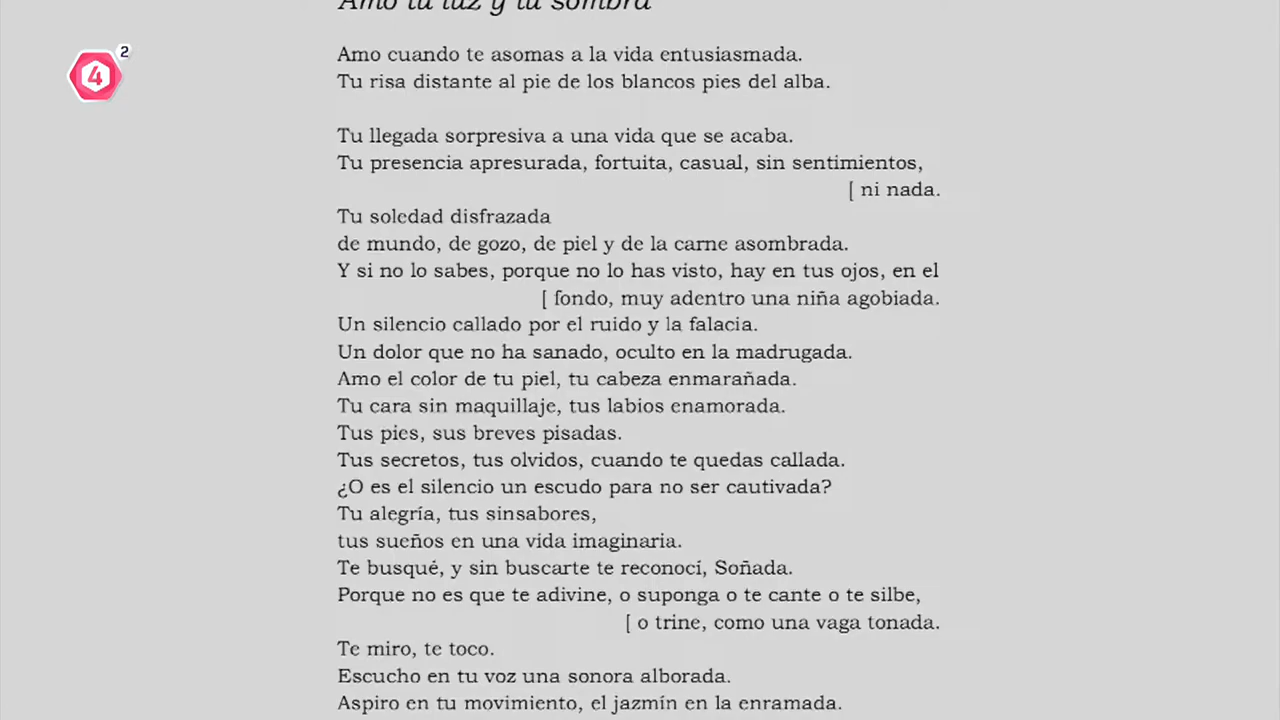 Amo tu luz y tu sombra
4 2
Amo cuando te asomas a la vida entusiasmada.
Tu risa distante al pie de los blancos pies del alba.
Tu llegada sorpresiva a una vida que se acaba.
Tu presencia apresurada, fortuita, casual, sin sentimientos,
[ ni nada.
Tu soledad disfrazada
de mundo, de gozo, de piel y de la carne asombrada.
Y si no lo sabes, porque no lo has visto, hay en tus ojos, en el
[ fondo, muy adentro una niña agobiada.
Un silencio callado por el ruido y la falacia.
Un dolor que no ha sanado, oculto en la madrugada.
Amo el color de tu piel, tu cabeza enmarañada.
Tu cara sin maquillaje, tus labios enamorada.
Tus pies, sus breves pisadas.
Tus secretos, tus olvidos, cuando te quedas callada.
¿O es el silencio un escudo para no ser cautivada?
Tu alegría, tus sinsabores,
tus sueños en una vida imaginaria.
Te busqué, y sin buscarte te reconocí, Soñada.
Porque no es que te adivine, o suponga o te cante o te silbe,
[ o trine, como una vaga tonada.
Te miro, te toco.
Escucho en tu voz una sonora alborada.
Aspiro en tu movimiento, el jazmín en la enramada.